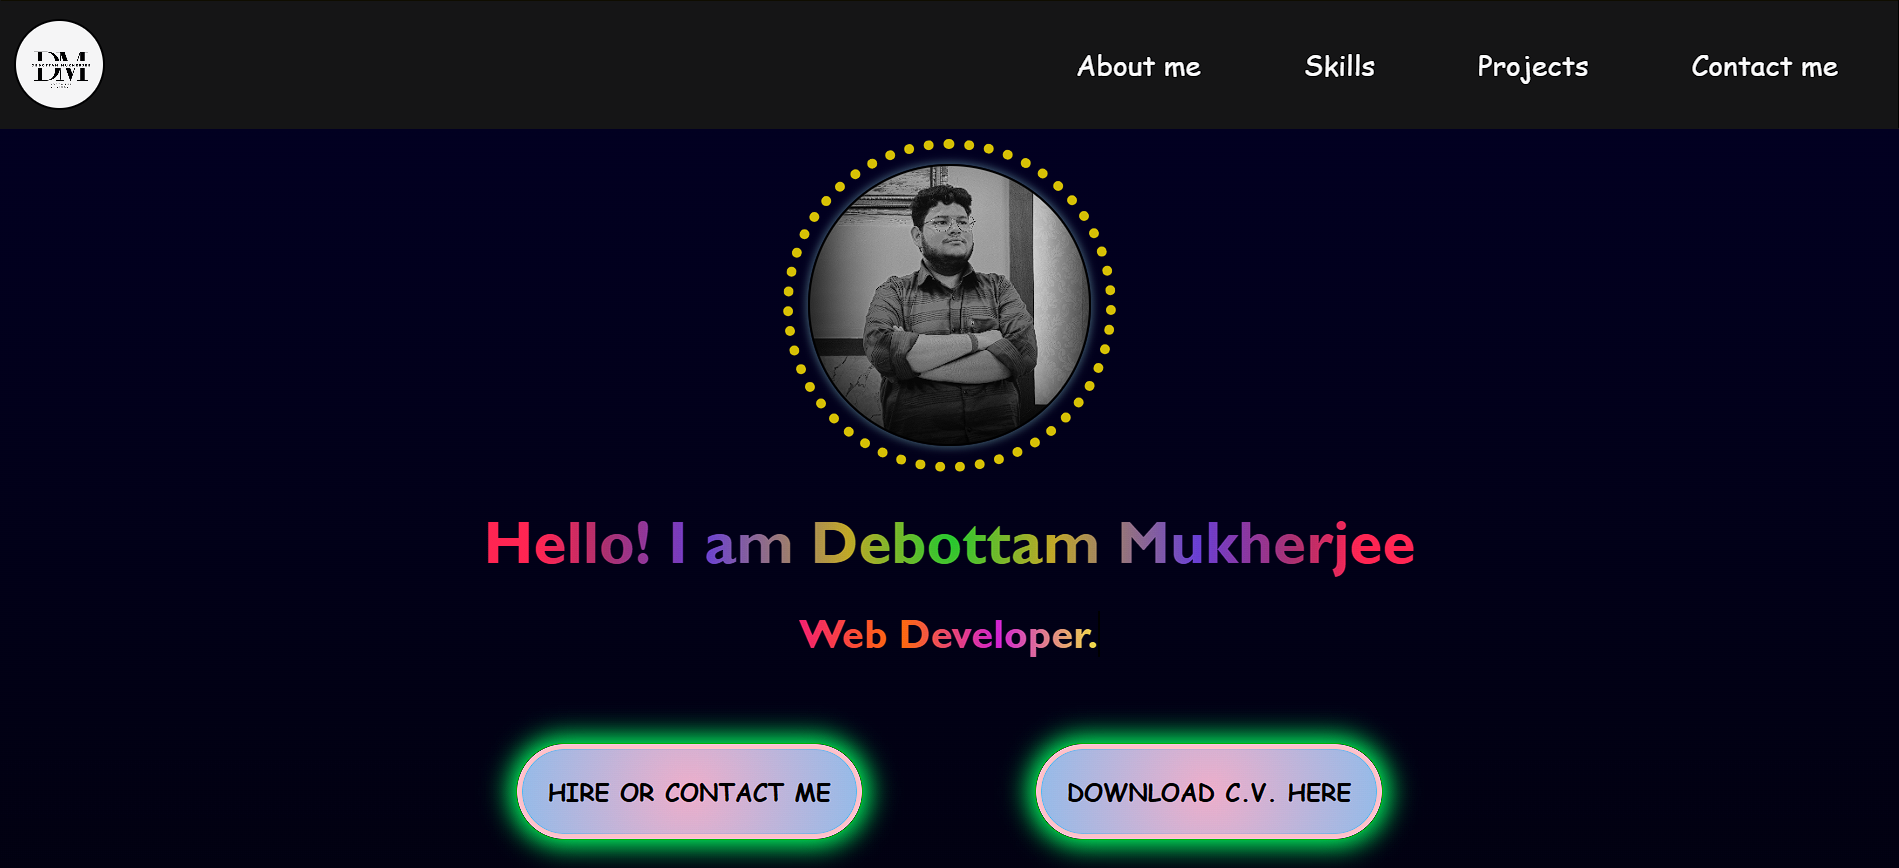 DM
About me
Skills
Projects
Contact me
Hello! I am Debottam Mukherjee
Web Developer.
HIRE OR CONTACT ME
DOWNLOAD C.V. HERE